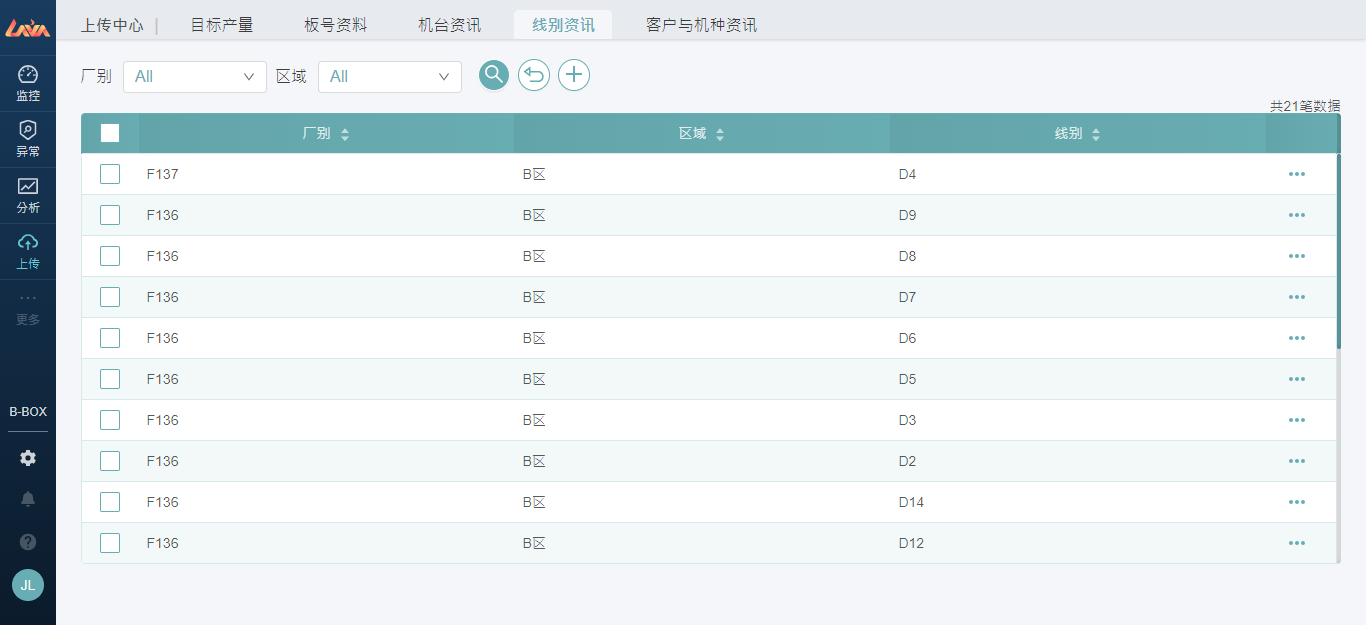 LAVA
上传中心 | 目标产量 板号资料 机台资讯 线别资讯 客户与机种资讯
监控
异常
分析
上传
更多
B-BOX
JL
厂别 All 区域 All
共21笔数据
厂别 区域 线别
F137 B区 D4
F136 B区 D9
F136 B区 D8
F136 B区 D7
F136 B区 D6
F136 B区 D5
F136 B区 D3
F136 B区 D2
F136 B区 D14
F136 B区 D12